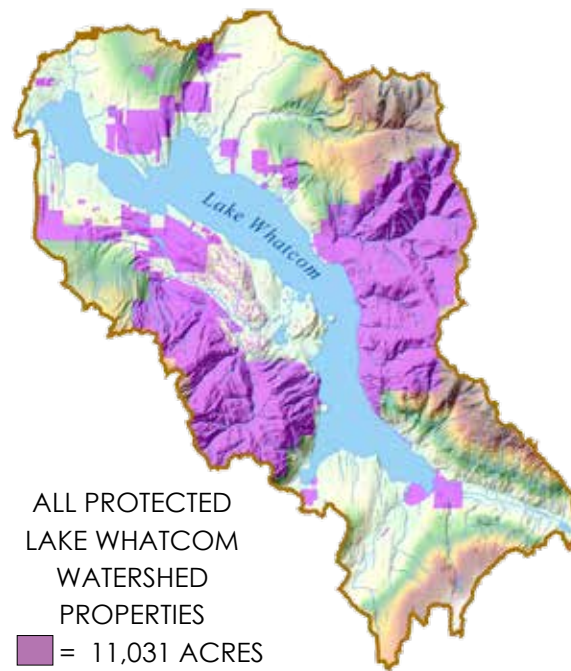 Lake Whatcom
ALL PROTECTED
LAKE WHATCOM
WATERSHED
PROPERTIES
= 11,031 ACRES